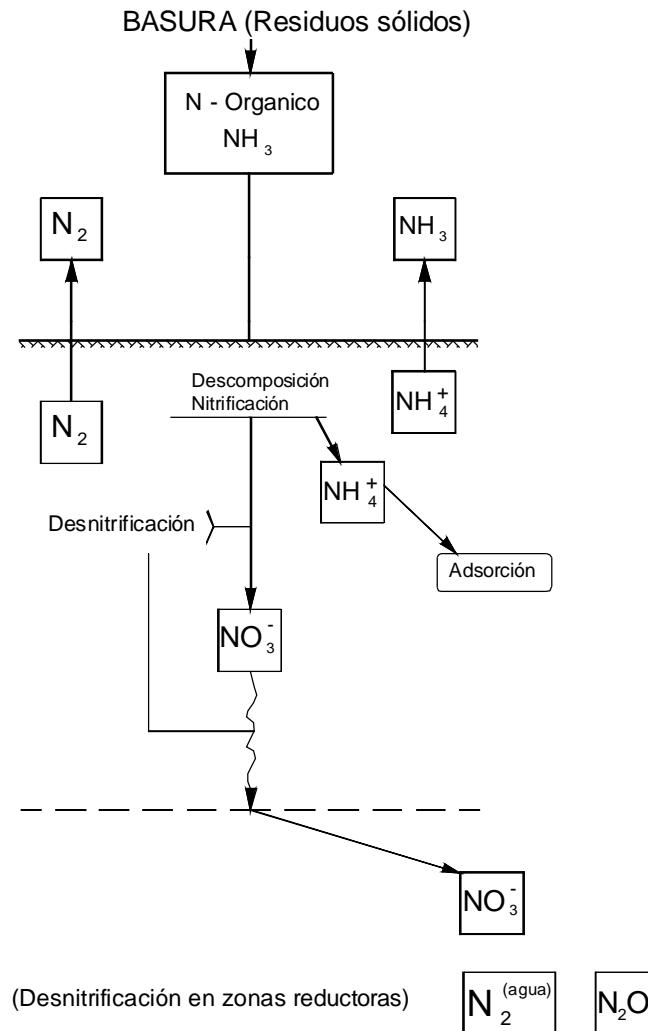 BASURA (Residuos sólidos)
N - Organico
NH3
N2
NH3
Descomposición
Nitrificación
N2
NH4+
NH4+
Desnitrificación
Adsorción
NO3-
NO3-
(Desnitrificación en zonas reductoras)
N2 (agua)
N2O